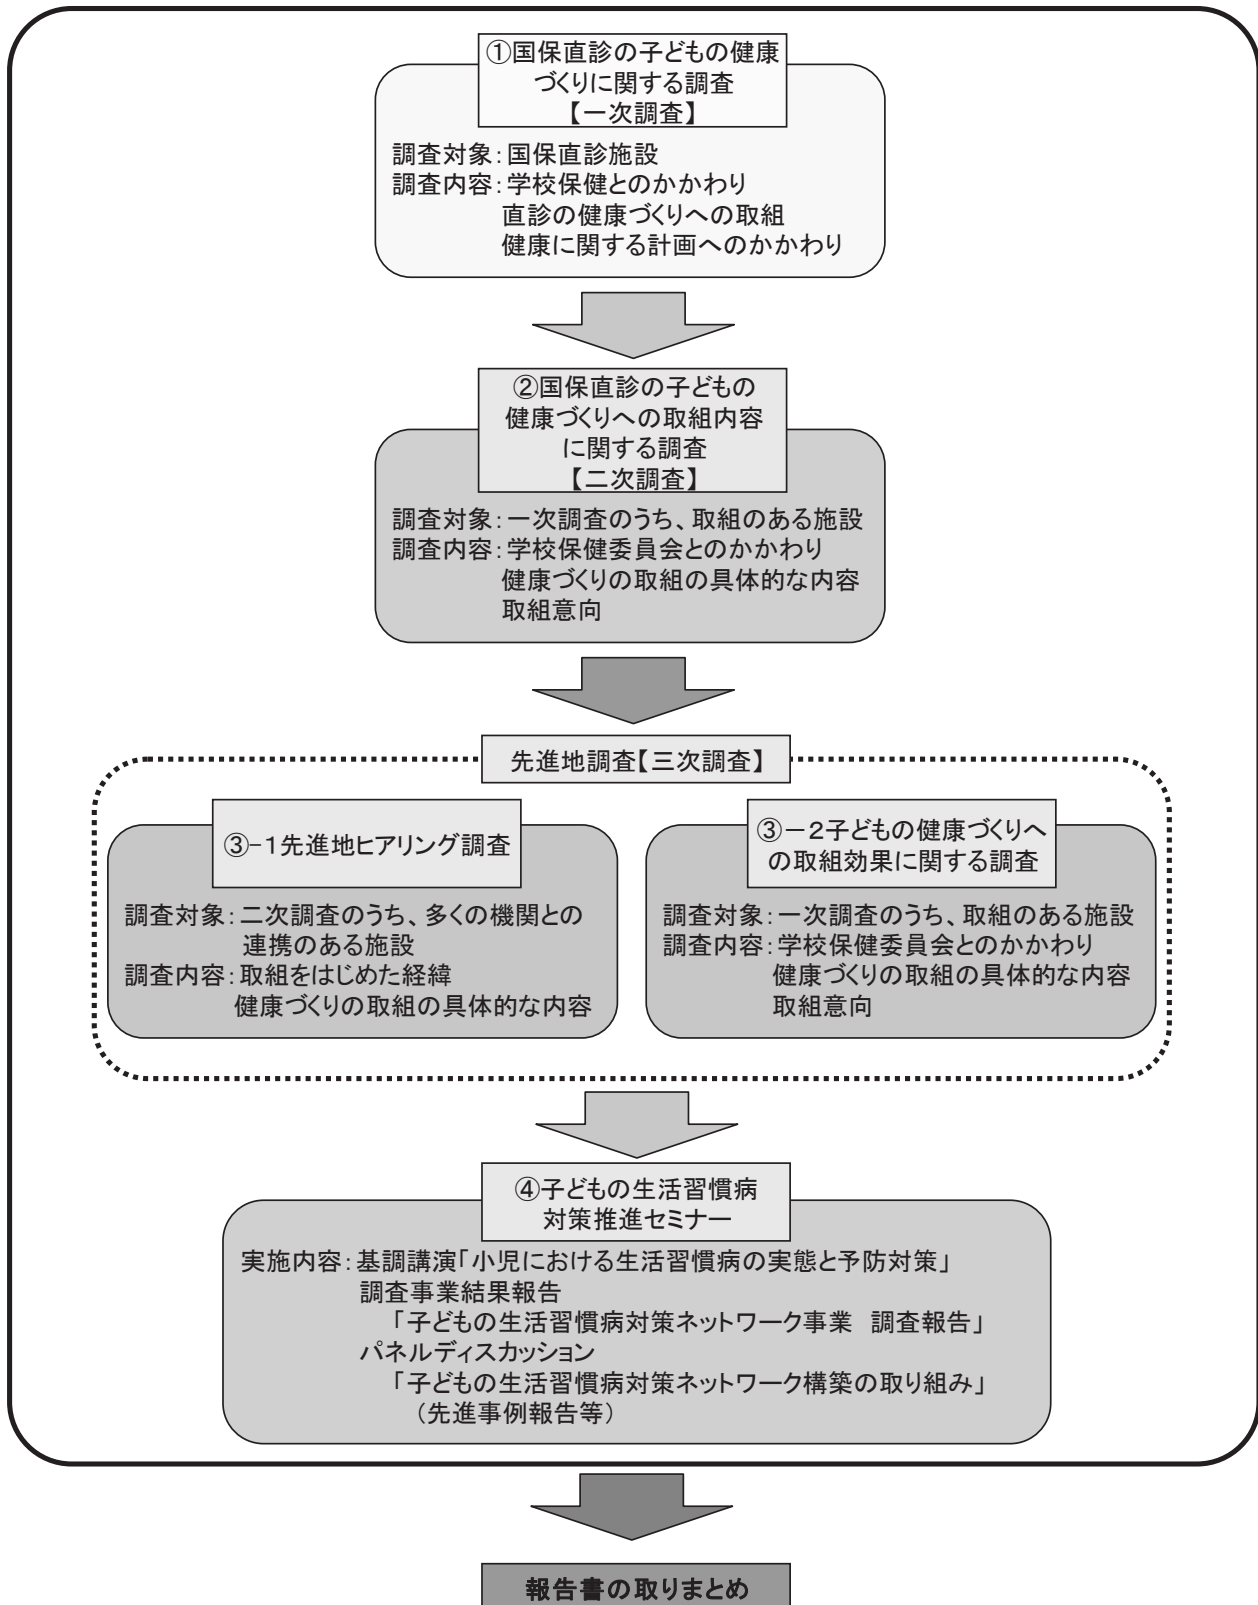 ①国保直診の子どもの健康
づくりに関する調査
【一次調査】
調査対象：国保直診施設
調査内容：学校保健とのかかわり
直診の健康づくりへの取組
健康に関する計画へのかかわり
②国保直診の子どもの
健康づくりへの取組内容
に関する調査
【二次調査】
調査対象：一次調査のうち、取組のある施設
調査内容：学校保健委員会とのかかわり
健康づくりの取組の具体的な内容
取組意向
先進地調査【三次調査】
③-1先進地ヒアリング調査
調査対象：二次調査のうち、多くの機関との
連携のある施設
調査内容：取組をはじめた経緯
健康づくりの取組の具体的な内容
③－2子どもの健康づくりへ
の取組効果に関する調査
調査対象：一次調査のうち、取組のある施設
調査内容：学校保健委員会とのかかわり
健康づくりの取組の具体的な内容
取組意向
④子どもの生活習慣病
対策推進セミナー
実施内容：基調講演「小児における生活習慣病の実態と予防対策」
調査事業結果報告
「子どもの生活習慣病対策ネットワーク事業　調査報告」
パネルディスカッション
「子どもの生活習慣病対策ネットワーク構築の取り組み」
（先進事例報告等）
報告書の取りまとめ